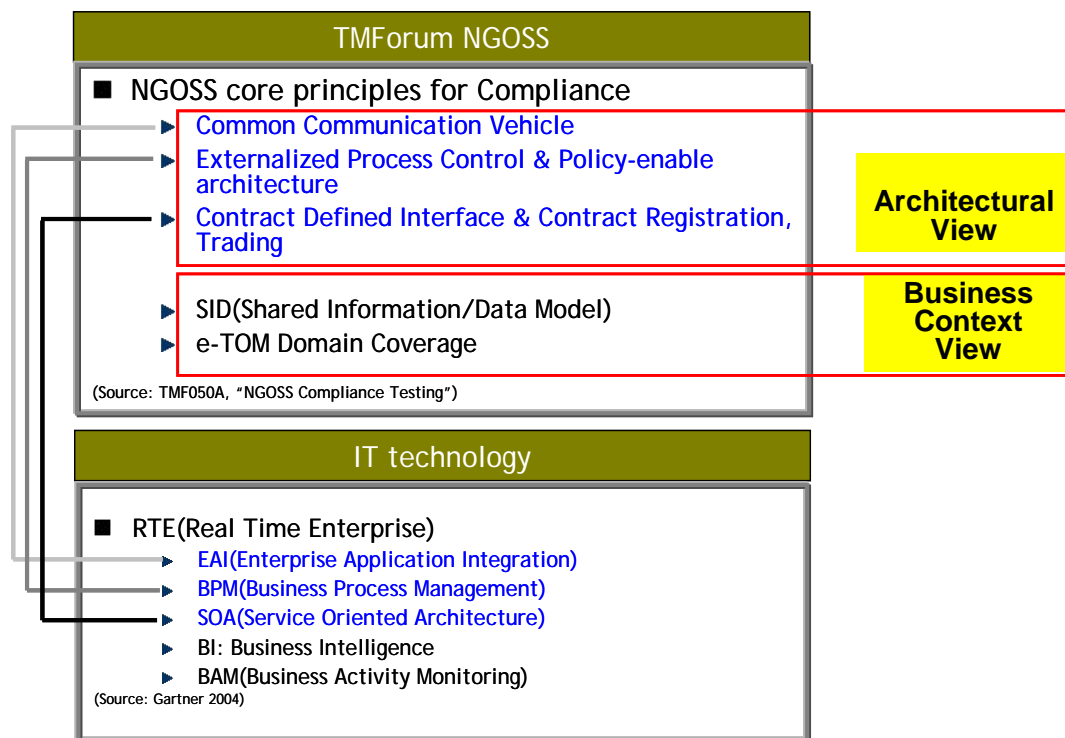 TMForum NGOSS
NGOSS core principles for Compliance
Common Communication Vehicle
Externalized Process Control & Policy-enable
architecture
Contract Defined Interface & Contract Registration,
Trading
Architectural
View
SID(Shared Information/Data Model)
e-TOM Domain Coverage
Business
Context
View
(Source: TMF050A, “NGOSS Compliance Testing”)
IT technology
RTE(Real Time Enterprise)
EAI(Enterprise Application Integration)
BPM(Business Process Management)
SOA(Service Oriented Architecture)
BI: Business Intelligence
BAM(Business Activity Monitoring)
(Source: Gartner 2004)